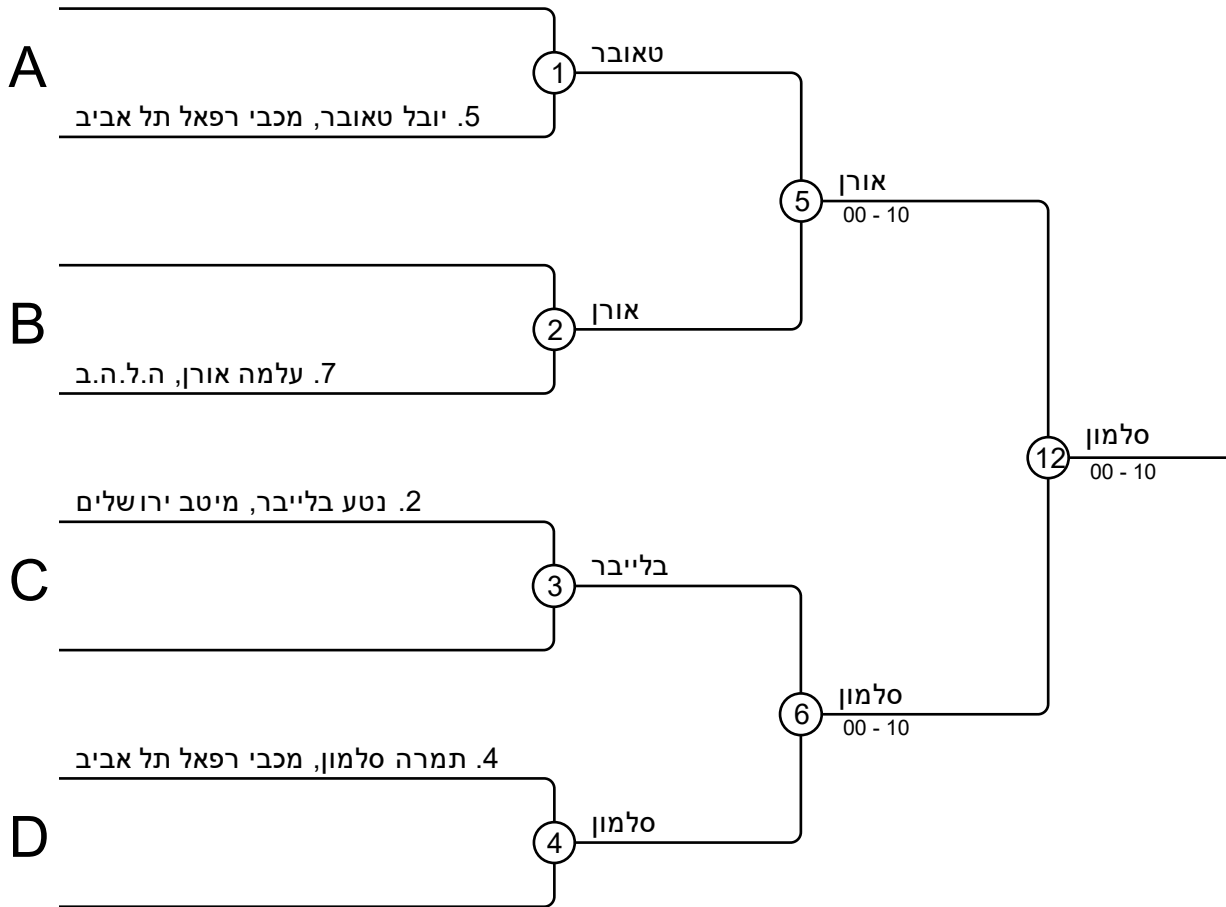 A
1
טאובר
5. יובל טאובר, מכבי רפאל תל אביב
5
אורן
00 - 10
B
2
אורן
7. עלמה אורן, ה.ל.ה.ב
12
סלמון
00 - 10
2. נטע בלייבר, מיטב ירושלים
C
3
בלייבר
6
סלמון
00 - 10
4. תמרה סלמון, מכבי רפאל תל אביב
D
4
סלמון